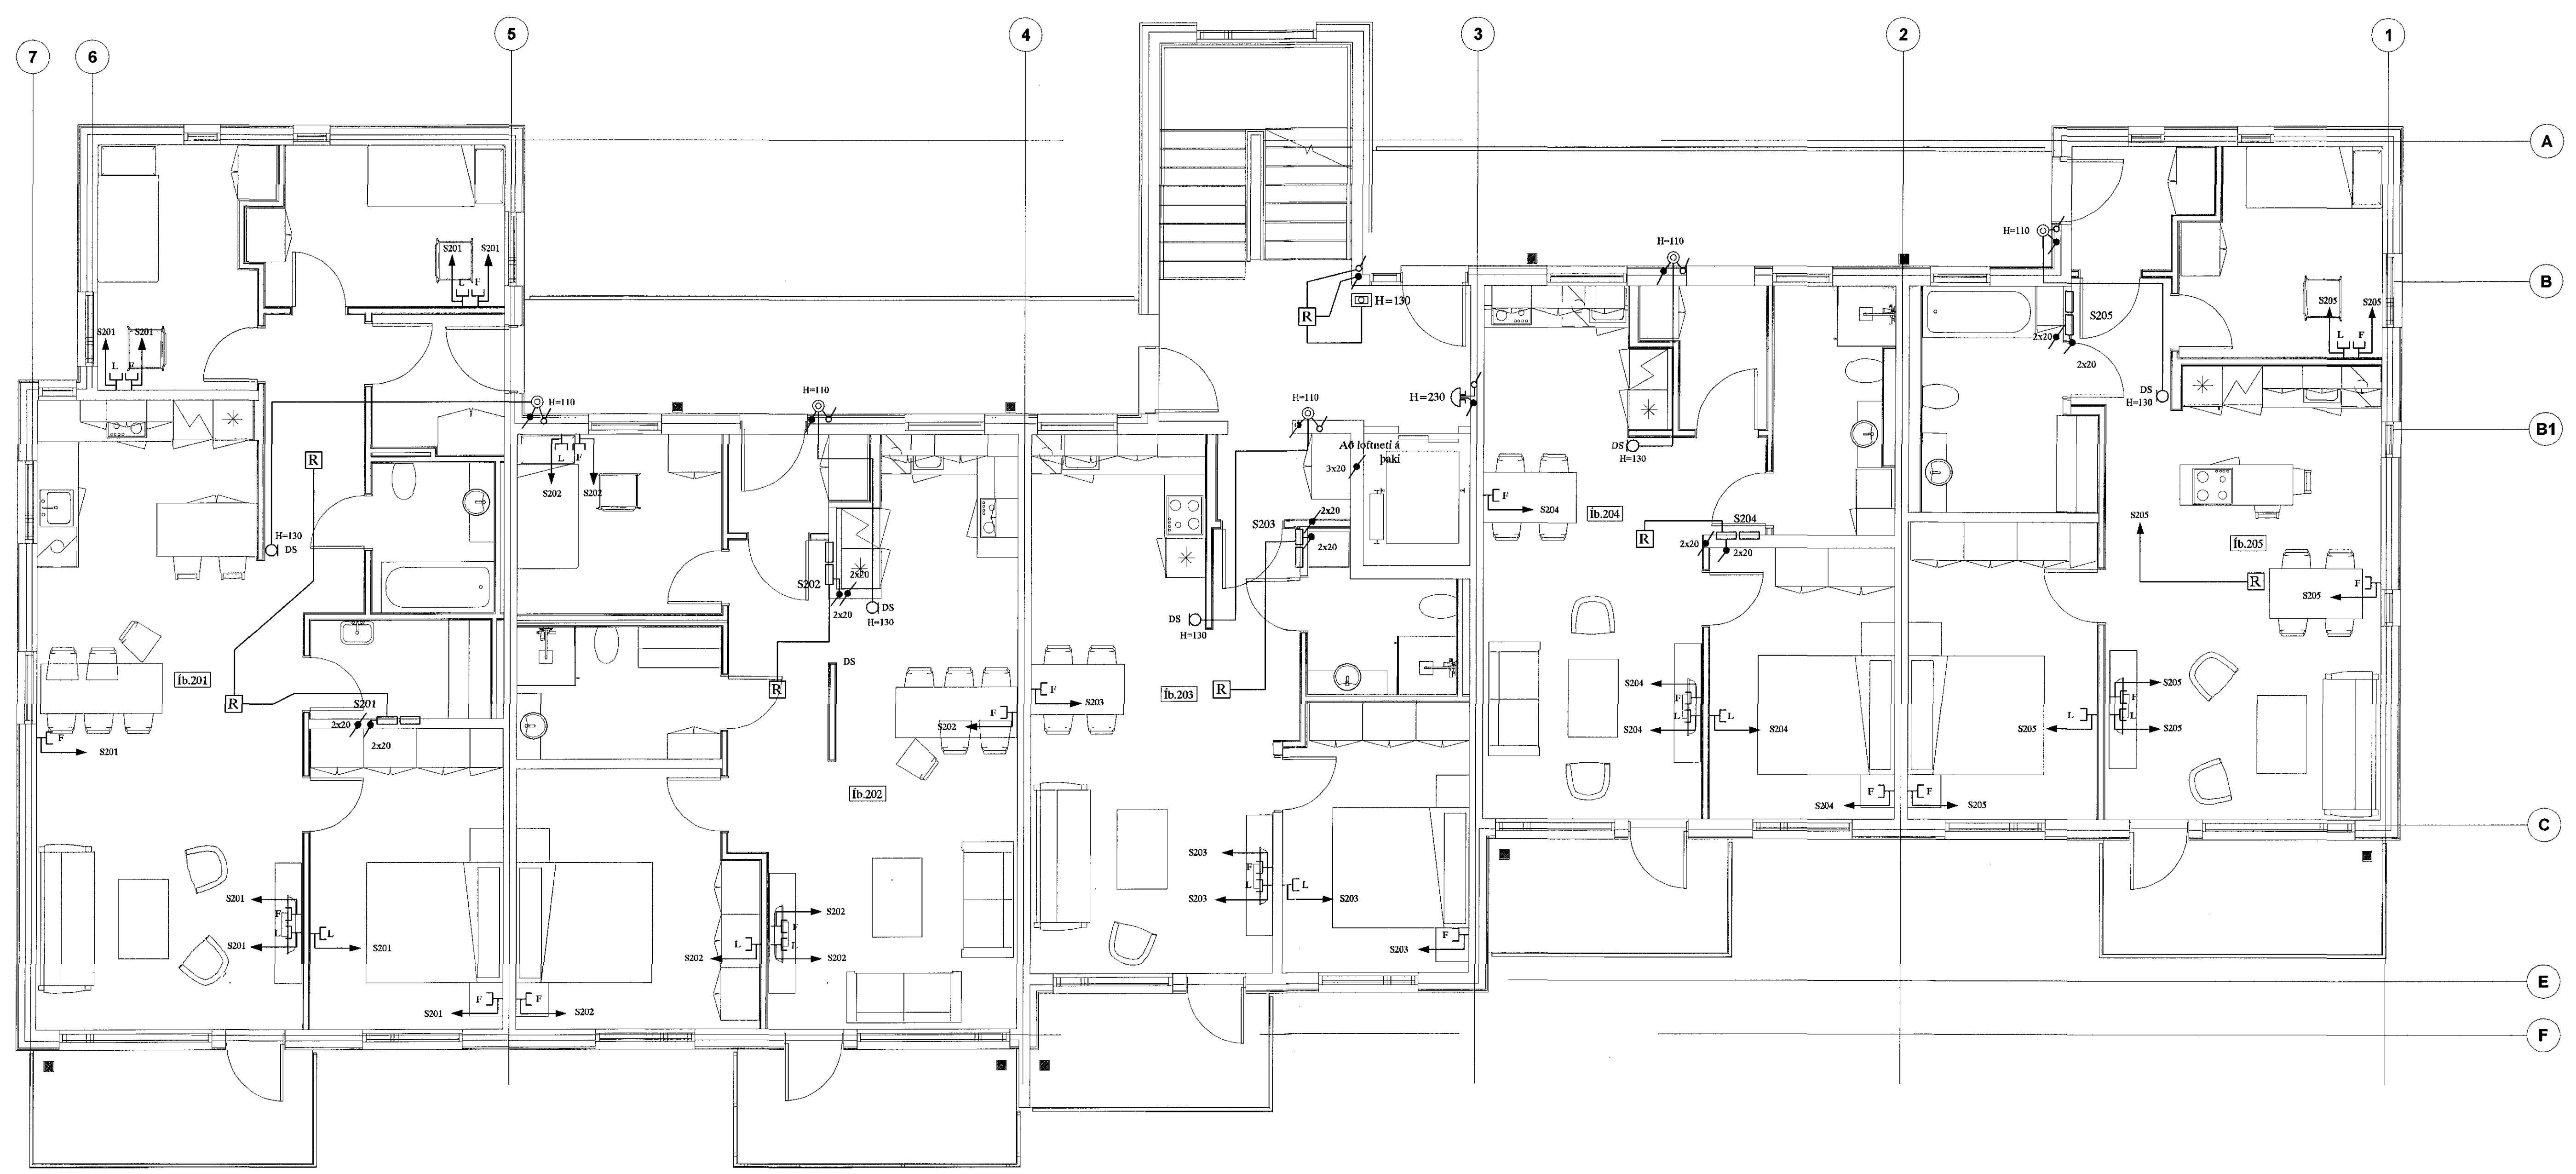 5
4
3
2
1
7
6
A
H=110
H=110
S201
S201
L
F
B
H=130
R
S205
S205
S205
2x20
2x20
L
F
S201
S201
L
F
H=110
H=110
H=110
H=230
DS
H=130
B1
Að loftneti á
þaki
3x20
DS
H=130
R
L
F
S202
S202
F
S204
Íb.204
S203
2x20
2x20
S204
R
2x20
2x20
S205
Íb.205
H=130
DS
S202
2x20
2x20
DS
H=130
DS
H=130
R
S205
F
Íb.201
R
S201
2x20
2x20
F
S201
DS
R
F
S202
F
S203
Íb.203
R
S204
F
L
S204
L
S204
L
S205
S205
F
L
S205
Íb.202
F
S204
F
S205
C
S201
F
L
S201
L
S201
S202
F
L
S202
L
S202
S203
F
L
S203
L
S203
F
S203
E
F
S201
F
S202
F